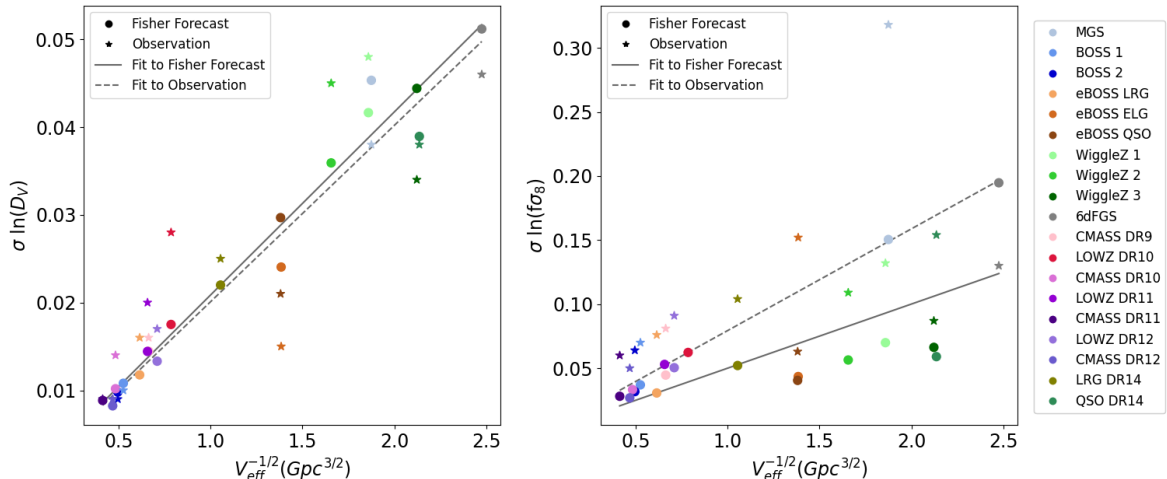 Fisher Forecast
Observation
Fit to Fisher Forecast
Fit to Observation
0.05
0.04
0.03
0.02
0.01
σ ln(D_V)
0.5
1.0
1.5
2.0
2.5
V_eff^{-1/2}(Gpc^{3/2})
Fisher Forecast
Observation
Fit to Fisher Forecast
Fit to Observation
0.30
0.25
0.20
0.15
0.10
0.05
σ ln(fσ₈)
0.5
1.0
1.5
2.0
2.5
V_eff^{-1/2}(Gpc^{3/2})
MGS
BOSS 1
BOSS 2
eBOSS LRG
eBOSS ELG
eBOSS QSO
WiggleZ 1
WiggleZ 2
WiggleZ 3
6dFGS
CMASS DR9
LOWZ DR10
CMASS DR10
LOWZ DR11
CMASS DR11
LOWZ DR12
CMASS DR12
LRG DR14
QSO DR14